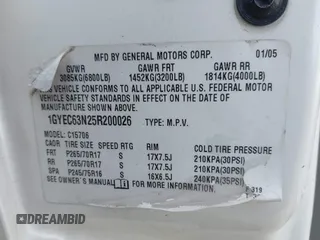 MFD BY GENERAL MOTORS CORP. 01/05
GVWR GAWR FRT GAWR RR
3085KG(6800LB) 1452KG(3200LB) 1814KG(4000LB)
THIS VEHICLE CONFORMS TO ALL APPLICABLE U.S. FEDERAL MOTOR
VEHICLE SAFETY STANDARDS IN EFFECT ON THE DATE OF
MANUFACTURE SHOWN ABOVE.
1GYEC63N25R200026 TYPE: M.P.V.
MODEL: C15706
TIRE SIZE SPEED RTG RIM COLD TIRE PRESSURE
FRT P265/70R17 S 17X7.5J 210KPA(30PSI)
RR P265/70R17 S 17X7.5J 210KPA(30PSI)
SPA P245/75R16 S 16X6.5J 240KPA(35PSI)
SEE OWNER'S MANUAL FOR ADDITIONAL INFORMATION.
DREAMBID
dreambid.com